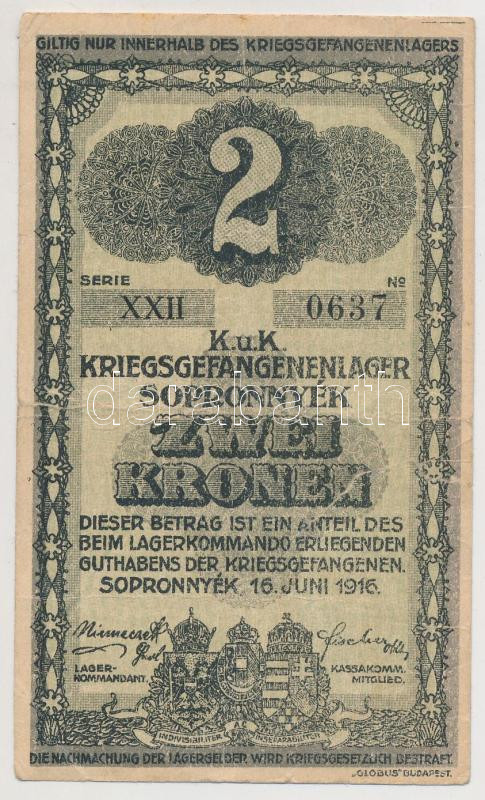 GILTIG NUR INNERHALB DES KRIEGSGEFANGENENLAGERS
2
SERIE No
XXII 0637
K.u.K.
KRIEGSGEFANGENENLAGER
SOPRONNYÉK
darabanth
ZWEI
KRONEN
DIESER BETRAG IST EIN ANTEIL DES
BEIM LAGERKOMMANDO ERLIEGENDEN
GUTHABENS DER KRIEGSGEFANGENEN.
SOPRONNYÉK, 16. JUNI 1916.
LAGER-
KOMMANDANT.
Fischer
KASSAKOMM.
MITGLIED.
INDIVISIBILITER AC INSEPARABILITER
DIE NACHMACHUNG DER LAGERGELDER WIRD KRIEGSGESETZLICH BESTRAFT.
„GLOBUS" BUDAPEST.